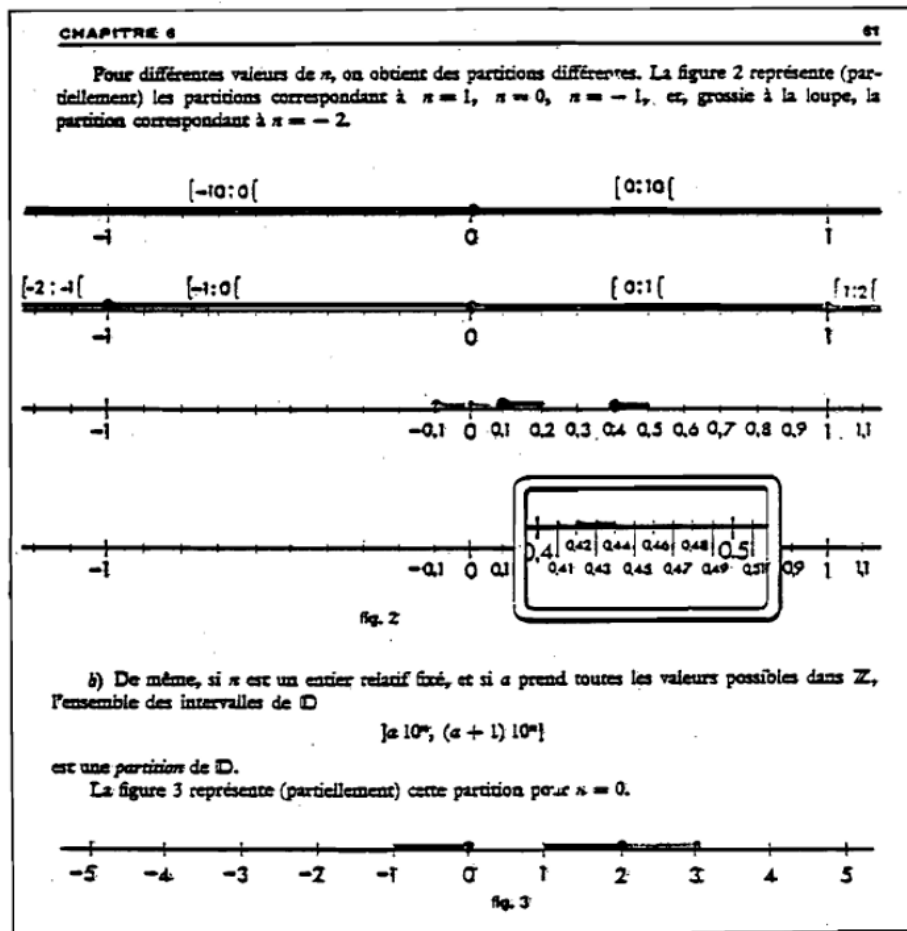 CHAPITRE 6 61
Pour différentes valeurs de n, on obtient des partitions différentes. La figure 2 représente (par-
tiellement) les partitions correspondant à n = 1, n = 0, n = − 1, et, grossie à la loupe, la
partition correspondant à n = − 2.
[-10 ; 0[ [0 ; 10[
-1 0 1
[-2 ; -1[ [-1 ; 0[ [0 ; 1[ [1 ; 2[
-1 0 1
-1 -0,1 0 0,1 0,2 0,3 0,4 0,5 0,6 0,7 0,8 0,9 1 1,1
0,4 0,42 0,44 0,46 0,48 0,5
0,41 0,43 0,45 0,47 0,49 0,51
-1 -0,1 0 0,1 0,9 1 1,1
fig. 2
b) De même, si n est un entier relatif fixé, et si a prend toutes les valeurs possibles dans ℤ,
l'ensemble des intervalles de 𝔻
]a 10ⁿ, (a + 1) 10ⁿ]
est une partition de 𝔻.
La figure 3 représente (partiellement) cette partition pour n = 0.
-5 -4 -3 -2 -1 0 1 2 3 4 5
fig. 3